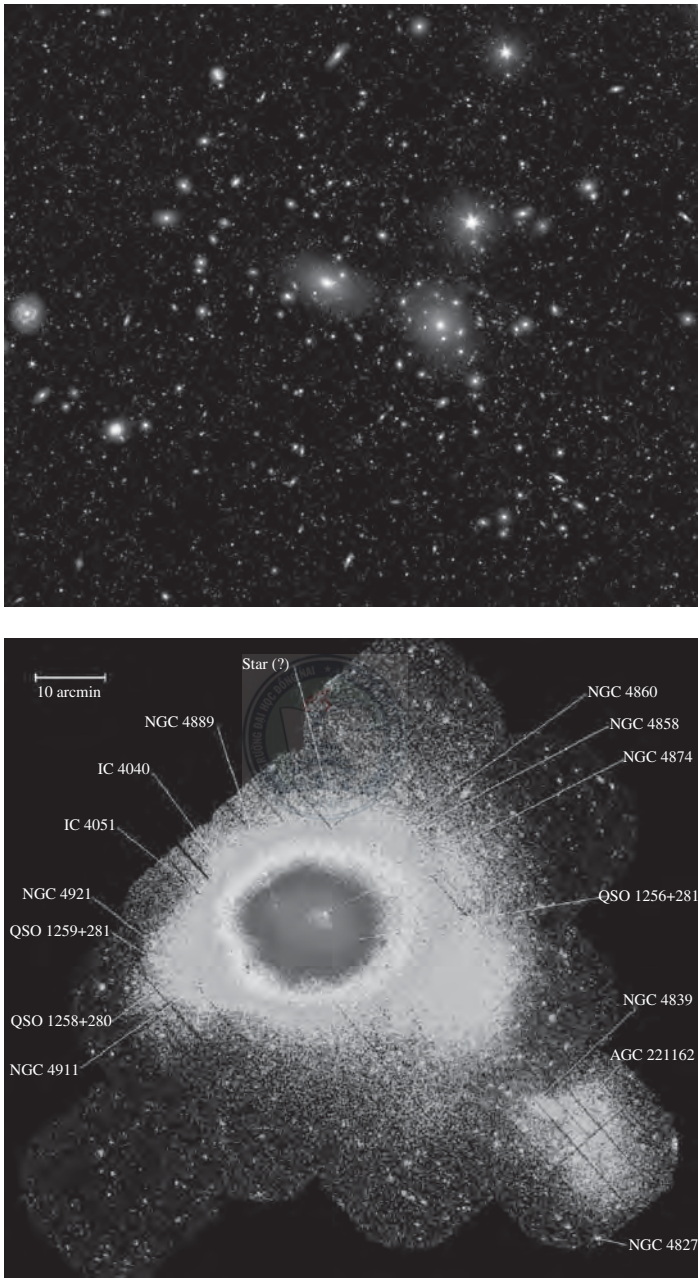 Star (?)
10 arcmin
NGC 4860
NGC 4889
NGC 4858
NGC 4874
IC 4040
IC 4051
NGC 4921
QSO 1256+281
QSO 1259+281
NGC 4839
QSO 1258+280
AGC 221162
NGC 4911
NGC 4827